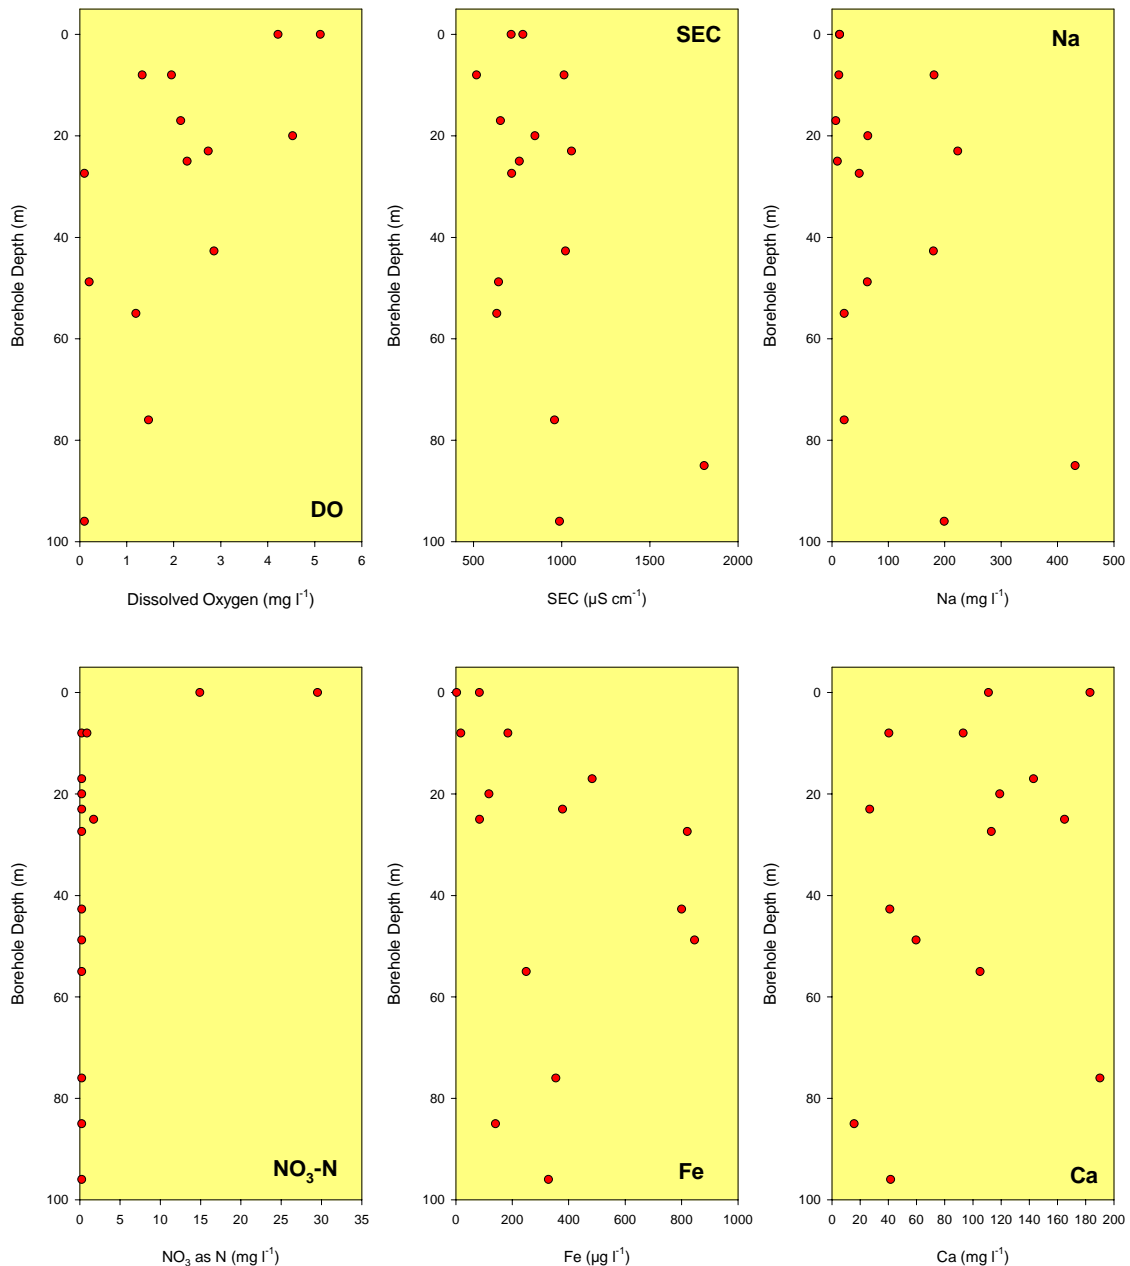 0
20
40
60
80
100
Borehole Depth (m)
DO
0 1 2 3 4 5 6
Dissolved Oxygen (mg l⁻¹)
0
20
40
60
80
100
Borehole Depth (m)
SEC
500 1000 1500 2000
SEC (µS cm⁻¹)
0
20
40
60
80
100
Borehole Depth (m)
Na
0 100 200 300 400 500
Na (mg l⁻¹)
0
20
40
60
80
100
Borehole Depth (m)
NO₃-N
0 5 10 15 20 25 30 35
NO₃ as N (mg l⁻¹)
0
20
40
60
80
100
Borehole Depth (m)
Fe
0 200 400 600 800 1000
Fe (µg l⁻¹)
0
20
40
60
80
100
Borehole Depth (m)
Ca
0 20 40 60 80 100 120 140 160 180 200
Ca (mg l⁻¹)